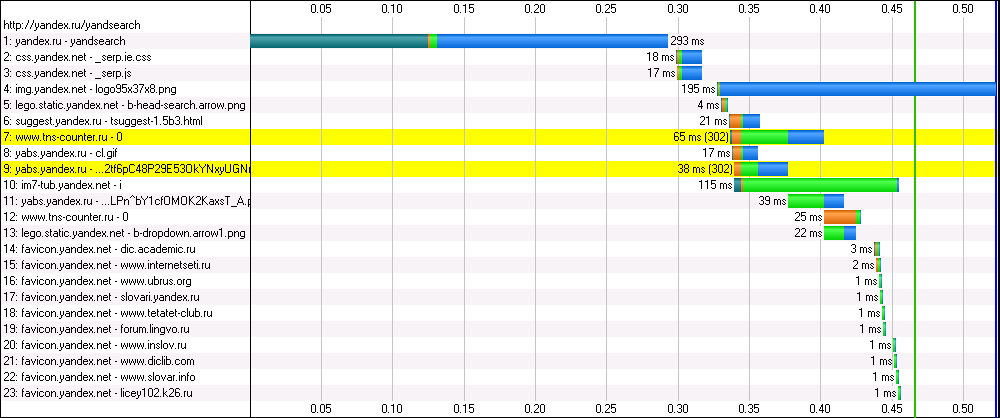 0.05 0.10 0.15 0.20 0.25 0.30 0.35 0.40 0.45 0.50
http://yandex.ru/yandsearch
1: yandex.ru - yandsearch 293 ms
2: css.yandex.net - _serp.ie.css 18 ms
3: css.yandex.net - _serp.js 17 ms
4: img.yandex.net - logo95x37x8.png 195 ms
5: lego.static.yandex.net - b-head-search.arrow.png 4 ms
6: suggest.yandex.ru - tsuggest-1.5b3.html 21 ms
7: www.tns-counter.ru - 0 65 ms (302)
8: yabs.yandex.ru - cl.gif 17 ms
9: yabs.yandex.ru - 38 ms (302)
10: im7-tub.yandex.net - i 115 ms
11: yabs.yandex.ru - 39 ms
12: www.tns-counter.ru - 0 25 ms
13: lego.static.yandex.net - b-dropdown.arrow1.png 22 ms
14: favicon.yandex.net - dic.academic.ru 3 ms
15: favicon.yandex.net - www.internetseti.ru 2 ms
16: favicon.yandex.net - www.ubrus.org 1 ms
17: favicon.yandex.net - slovari.yandex.ru 1 ms
18: favicon.yandex.net - www.tetatet-club.ru 1 ms
19: favicon.yandex.net - forum.lingvo.ru 1 ms
20: favicon.yandex.net - www.inslov.ru 1 ms
21: favicon.yandex.net - www.diclib.com 1 ms
22: favicon.yandex.net - www.slovar.info 1 ms
23: favicon.yandex.net - licey102.k26.ru 1 ms
0.05 0.10 0.15 0.20 0.25 0.30 0.35 0.40 0.45 0.50